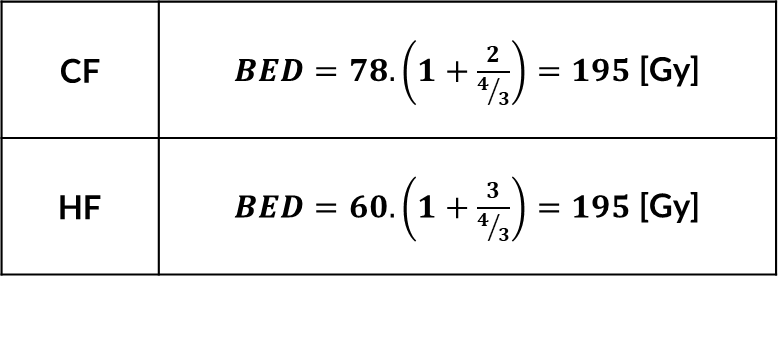 CF BED = 78.(1 + 2/(4/3)) = 195 [Gy]
HF BED = 60.(1 + 3/(4/3)) = 195 [Gy]